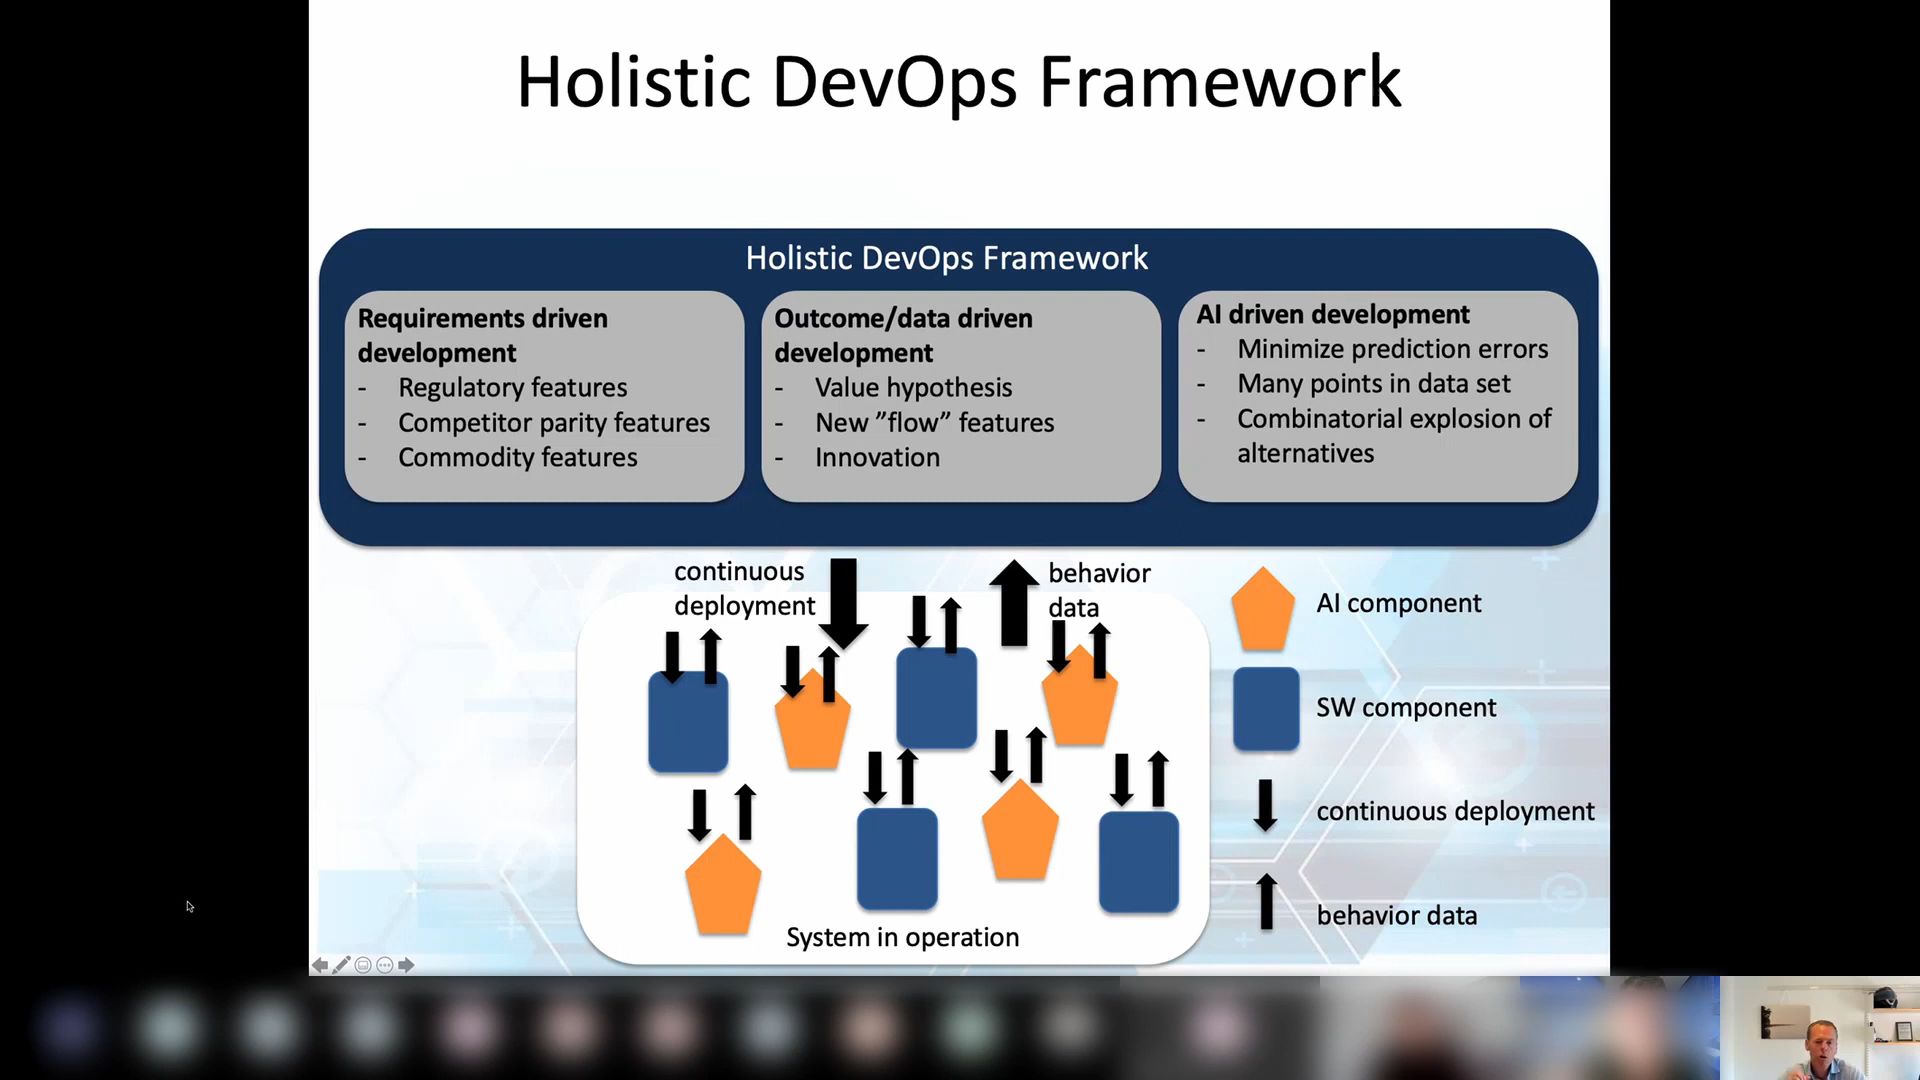 Holistic DevOps Framework
Holistic DevOps Framework
Requirements driven
development
- Regulatory features
- Competitor parity features
- Commodity features
Outcome/data driven
development
- Value hypothesis
- New ”flow” features
- Innovation
AI driven development
- Minimize prediction errors
- Many points in data set
- Combinatorial explosion of
alternatives
continuous
deployment
behavior
data
System in operation
AI component
SW component
continuous deployment
behavior data